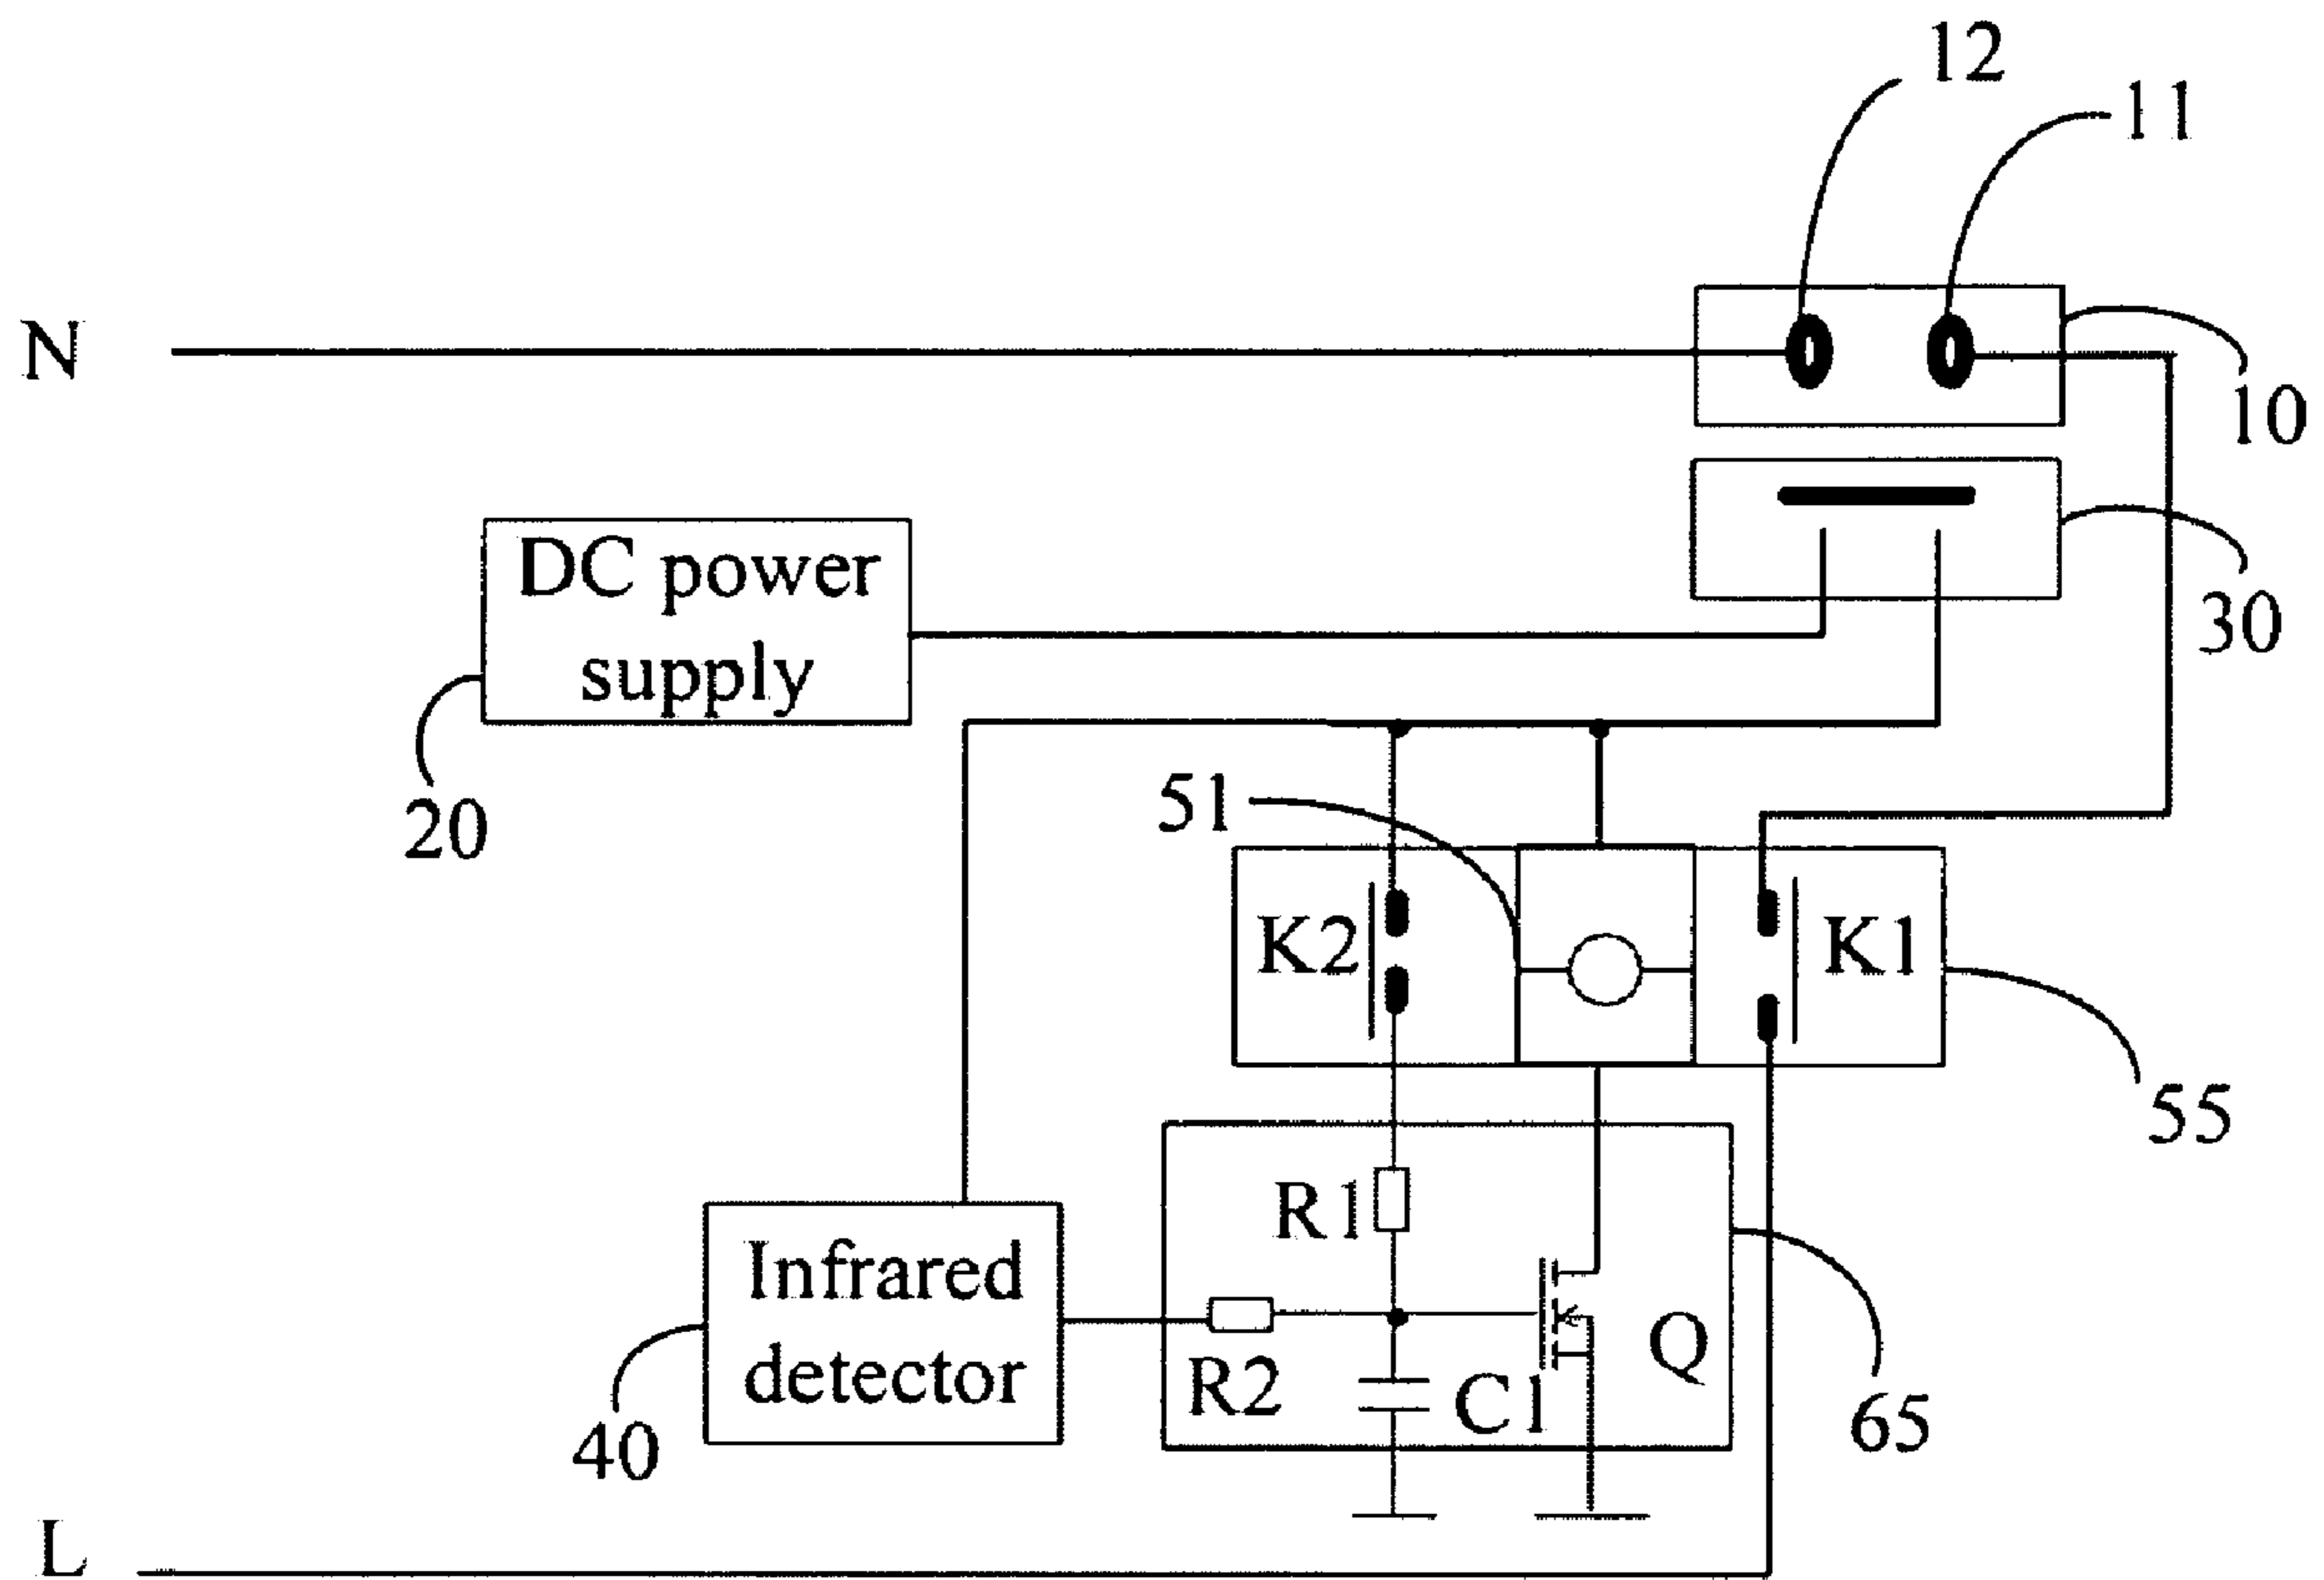 12
11
N
10
DC power
supply
30
20
51
K2
K1
55
R1
Infrared
detector
R2
C1
Q
40
65
L